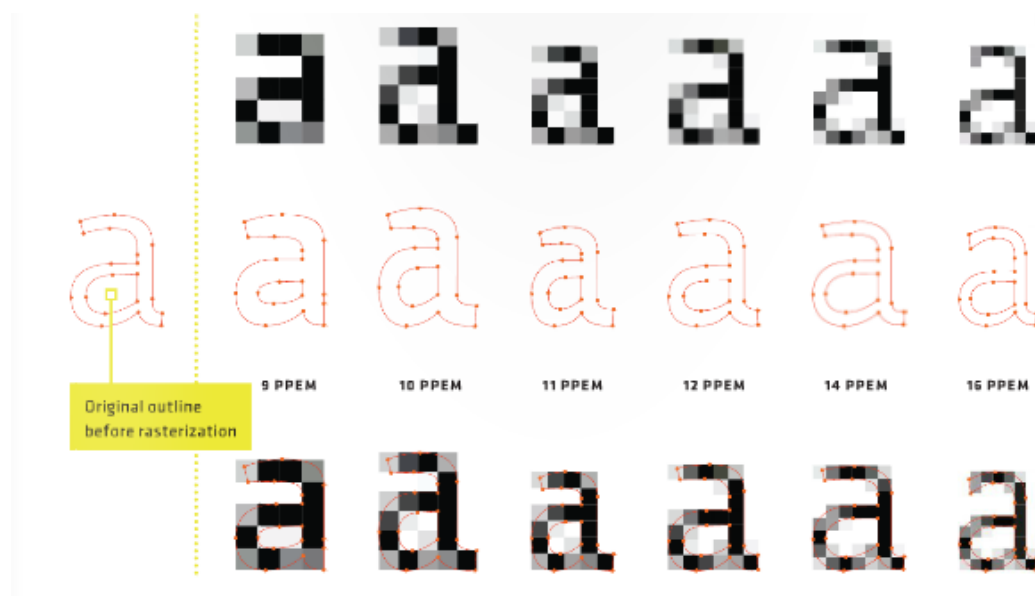 a a a a a a
a a a a a a a
9 PPEM 10 PPEM 11 PPEM 12 PPEM 14 PPEM 16 PPEM
Original outline
before rasterization
a a a a a a